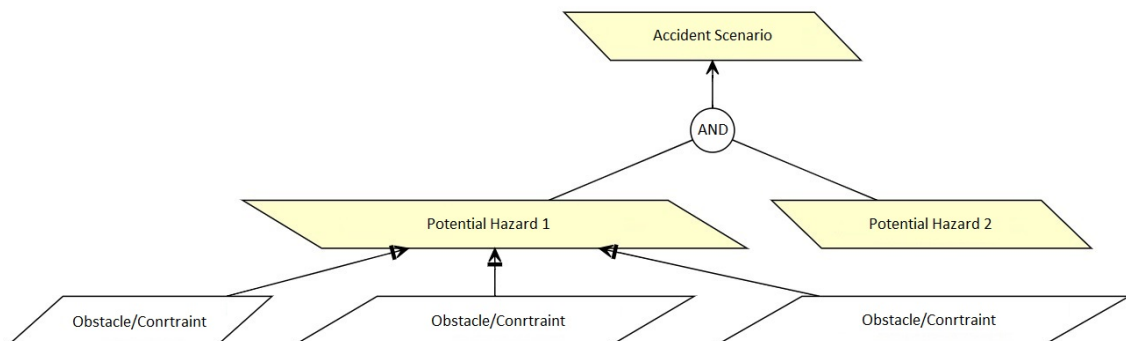 Accident Scenario
AND
Potential Hazard 1
Potential Hazard 2
Obstacle/Conrtraint
Obstacle/Conrtraint
Obstacle/Conrtraint